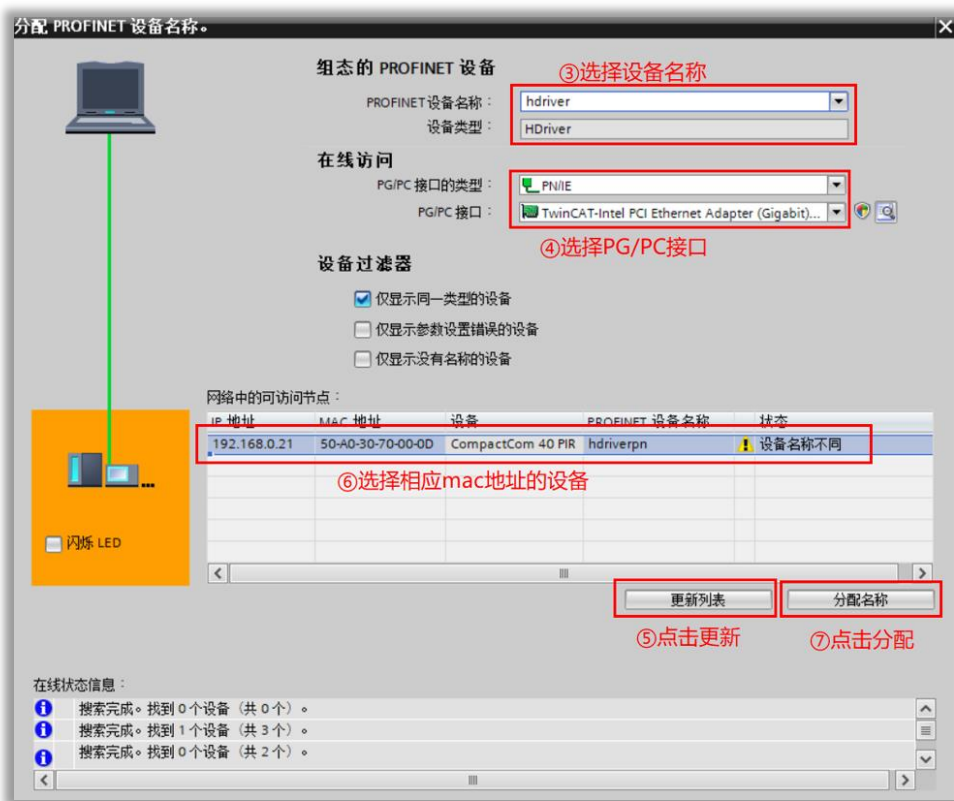 分配 PROFINET 设备名称。
组态的 PROFINET 设备
③选择设备名称
PROFINET设备名称：
hdriver
设备类型：
HDriver
在线访问
PG/PC 接口的类型：
PN/IE
PG/PC 接口：
TwinCAT-Intel PCI Ethernet Adapter (Gigabit)...
④选择PG/PC接口
设备过滤器
仅显示同一类型的设备
仅显示参数设置错误的设备
仅显示没有名称的设备
网络中的可访问节点：
IP 地址 MAC 地址 设备 PROFINET 设备名称 状态
192.168.0.21 50-A0-30-70-00-0D CompactCom 40 PIR hdriverpn 设备名称不同
⑥选择相应mac地址的设备
闪烁 LED
更新列表 分配名称
⑤点击更新 ⑦点击分配
在线状态信息：
搜索完成。找到 0 个设备（共 0 个）。
搜索完成。找到 1 个设备（共 3 个）。
搜索完成。找到 0 个设备（共 2 个）。